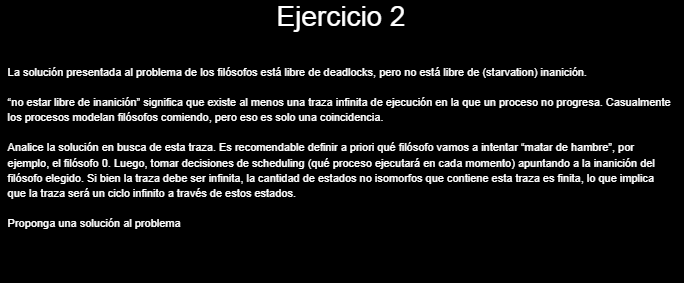 Ejercicio 2
La solución presentada al problema de los filósofos está libre de deadlocks, pero no está libre de (starvation) inanición.
“no estar libre de inanición” significa que existe al menos una traza infinita de ejecución en la que un proceso no progresa. Casualmente
los procesos modelan filósofos comiendo, pero eso es solo una coincidencia.
Analice la solución en busca de esta traza. Es recomendable definir a priori qué filósofo vamos a intentar “matar de hambre”, por
ejemplo, el filósofo 0. Luego, tomar decisiones de scheduling (qué proceso ejecutará en cada momento) apuntando a la inanición del
filósofo elegido. Si bien la traza debe ser infinita, la cantidad de estados no isomorfos que contiene esta traza es finita, lo que implica
que la traza será un ciclo infinito a través de estos estados.
Proponga una solución al problema